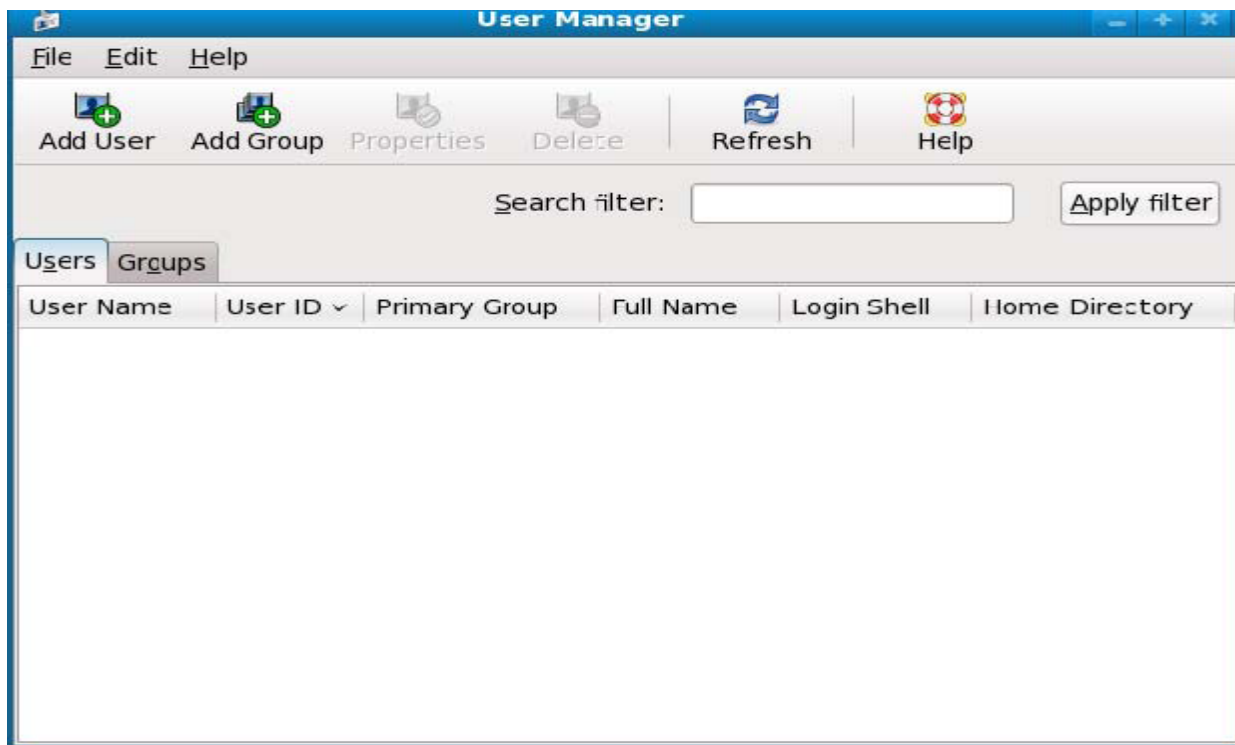 User Manager
File Edit Help
Add User Add Group Properties Delete Refresh Help
Search filter: Apply filter
Users Groups
User Name User ID Primary Group Full Name Login Shell Home Directory